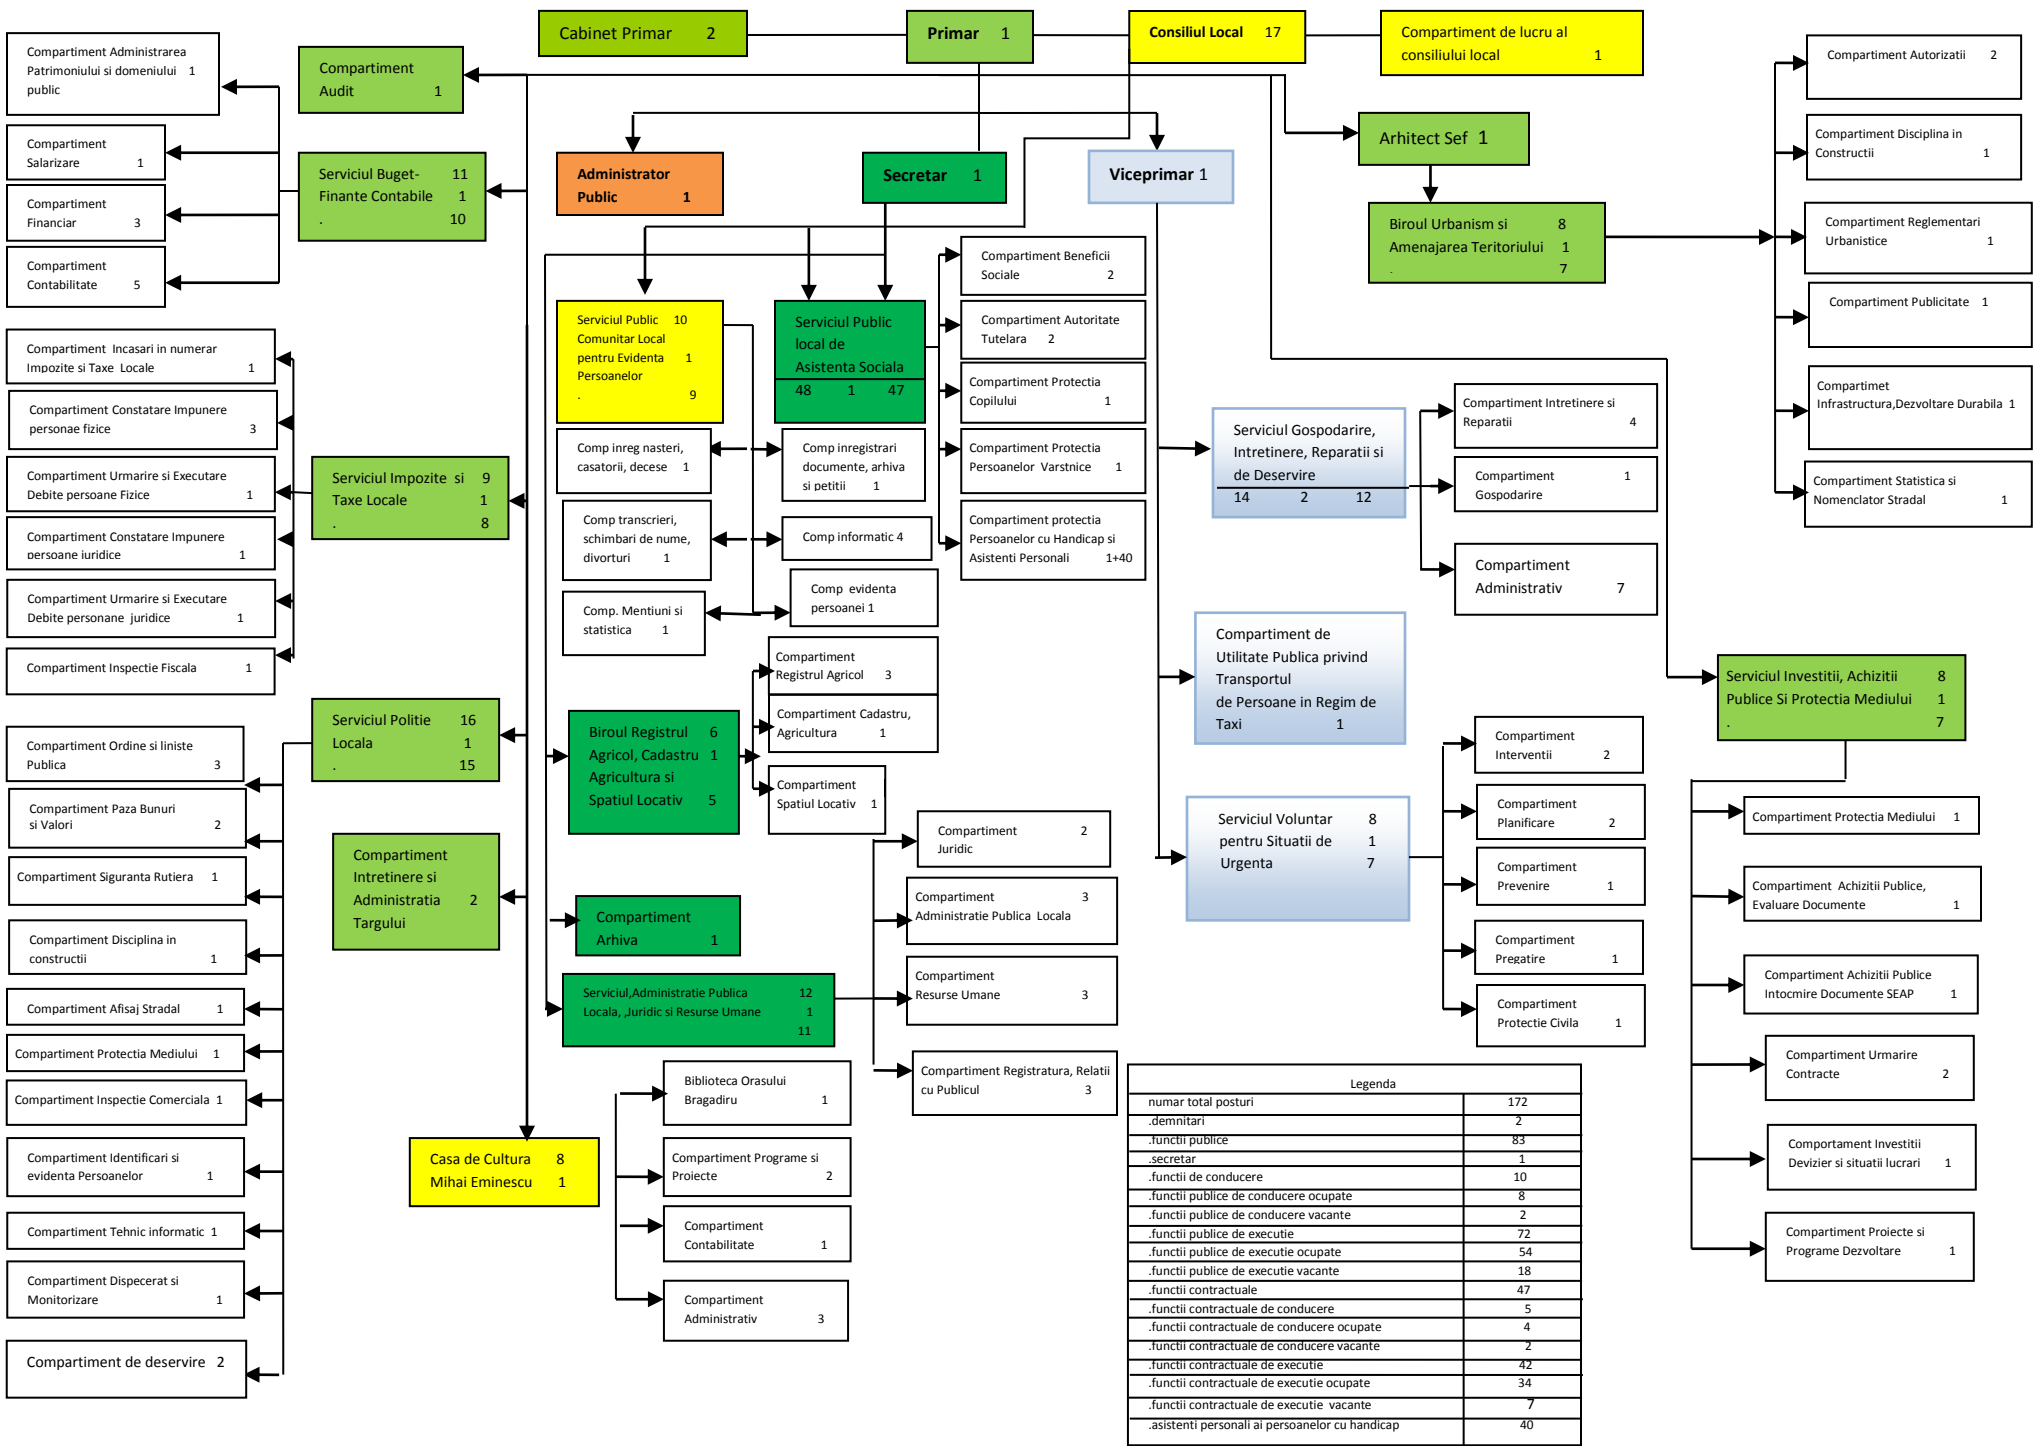 Cabinet Primar 2
Primar 1
Consiliul Local 17
Compartiment de lucru al
consiliului local 1
Compartiment Administrarea
Patrimoniului si domeniului 1
public
Compartiment
Audit 1
Compartiment
Salarizare 1
Serviciul Buget- 11
Finante Contabile 1
. 10
Compartiment
Financiar 3
Compartiment
Contabilitate 5
Administrator
Public 1
Secretar 1
Viceprimar 1
Arhitect Sef 1
Biroul Urbanism si 8
Amenajarea Teritoriului 1
. 7
Compartiment Autorizatii 2
Compartiment Disciplina in
Constructii 1
Compartiment Reglementari
Urbanistice 1
Compartiment Publicitate 1
Compartimet
Infrastructura,Dezvoltare Durabila 1
Compartiment Statistica si
Nomenclator Stradal 1
Compartiment Incasari in numerar
Impozite si Taxe Locale 1
Compartiment Constatare Impunere
personae fizice 3
Compartiment Urmarire si Executare
Debite persoane Fizice 1
Compartiment Constatare Impunere
persoane juridice 1
Compartiment Urmarire si Executare
Debite personane juridice 1
Compartiment Inspectie Fiscala 1
Serviciul Impozite si 9
Taxe Locale 1
. 8
Serviciul Public 10
Comunitar Local
pentru Evidenta 1
Persoanelor
. 9
Serviciul Public
local de
Asistenta Sociala
48 1 47
Compartiment Beneficii
Sociale 2
Compartiment Autoritate
Tutelara 2
Compartiment Protectia
Copilului 1
Compartiment Protectia
Persoanelor Varstnice 1
Compartiment protectia
Persoanelor cu Handicap si
Asistenti Personali 1+40
Comp inreg nasteri,
casatorii, decese 1
Comp inregistrari
documente, arhiva
si petitii 1
Comp transcrieri,
schimbari de nume,
divorturi 1
Comp informatic 4
Comp. Mentiuni si
statistica 1
Comp evidenta
persoanei 1
Serviciul Gospodarire,
Intretinere, Reparatii si
de Deservire
14 2 12
Compartiment Intretinere si
Reparatii 4
Compartiment 1
Gospodarire
Compartiment
Administrativ 7
Compartiment de
Utilitate Publica privind
Transportul
de Persoane in Regim de
Taxi 1
Serviciul Voluntar 8
pentru Situatii de 1
Urgenta 7
Compartiment
Interventii 2
Compartiment
Planificare 2
Compartiment
Prevenire 1
Compartiment
Pregatire 1
Compartiment
Protectie Civila 1
Serviciul Investitii, Achizitii 8
Publice Si Protectia Mediului 1
. 7
Compartiment Protectia Mediului 1
Compartiment Achizitii Publice,
Evaluare Documente 1
Compartiment Achizitii Publice
Intocmire Documente SEAP 1
Compartiment Urmarire
Contracte 2
Comportament Investitii
Devizier si situatii lucrari 1
Compartiment Proiecte si
Programe Dezvoltare 1
Serviciul Politie 16
Locala 1
. 15
Compartiment Ordine si liniste
Publica 3
Compartiment Paza Bunuri
si Valori 2
Compartiment Siguranta Rutiera 1
Compartiment Disciplina in
constructii 1
Compartiment Afisaj Stradal 1
Compartiment Protectia Mediului 1
Compartiment Inspectie Comerciala 1
Compartiment Identificari si
evidenta Persoanelor 1
Compartiment Tehnic informatic 1
Compartiment Dispecerat si
Monitorizare 1
Compartiment de deservire 2
Compartiment
Intretinere si
Administratia 2
Targului
Biroul Registrul 6
Agricol, Cadastru 1
Agricultura si
Spatiul Locativ 5
Compartiment
Registrul Agricol 3
Compartiment Cadastru,
Agricultura 1
Compartiment
Spatiul Locativ 1
Compartiment
Arhiva 1
Serviciul,Administratie Publica 12
Locala, ,Juridic si Resurse Umane 1
11
Compartiment 2
Juridic
Compartiment 3
Administratie Publica Locala
Compartiment
Resurse Umane 3
Compartiment Registratura, Relatii
cu Publicul 3
Casa de Cultura 8
Mihai Eminescu 1
Biblioteca Orasului
Bragadiru 1
Compartiment Programe si
Proiecte 2
Compartiment
Contabilitate 1
Compartiment
Administrativ 3
Legenda
numar total posturi 172
.demnitari 2
.functii publice 83
.secretar 1
.functii de conducere 10
.functii publice de conducere ocupate 8
.functii publice de conducere vacante 2
.functii publice de executie 72
.functii publice de executie ocupate 54
.functii publice de executie vacante 18
.functii contractuale 47
.functii contractuale de conducere 5
.functii contractuale de conducere ocupate 4
.functii contractuale de conducere vacante 2
.functii contractuale de executie 42
.functii contractuale de executie ocupate 34
.functii contractuale de executie vacante 7
.asistenti personali ai persoanelor cu handicap 40